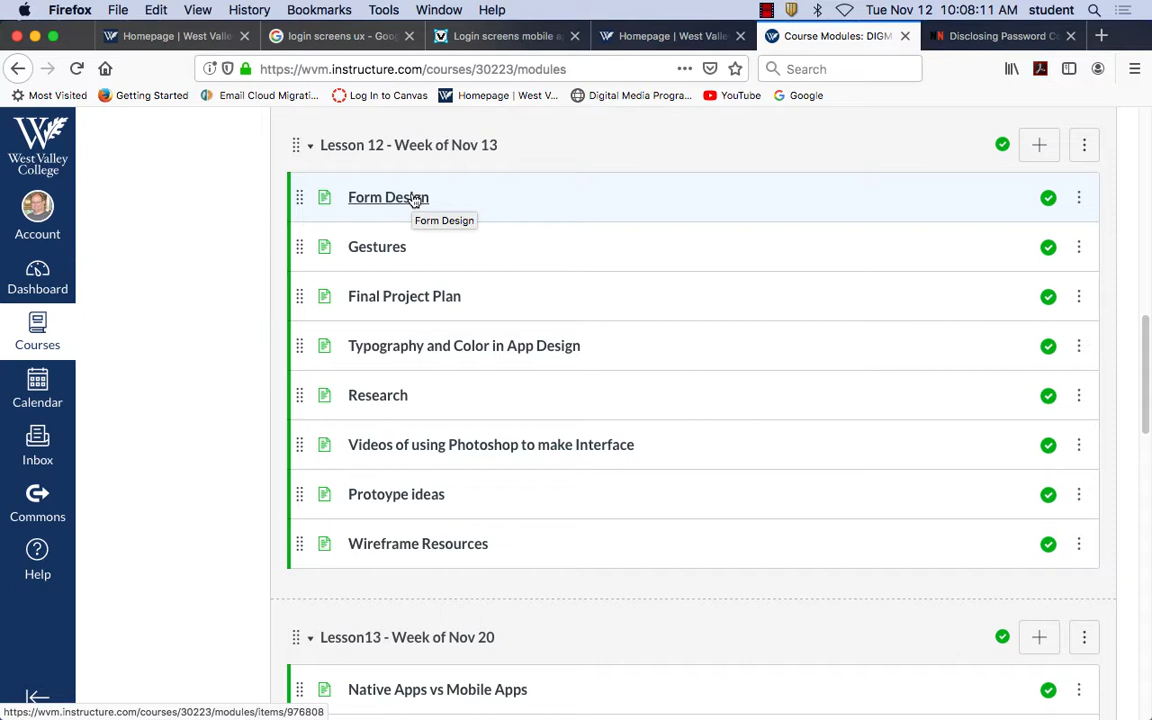 Firefox File Edit View History Bookmarks Tools Window Help Tue Nov 12 10:08:11 AM student
Homepage | West Valle
login screens ux - Goo
Login screens mobile a
Homepage | West Vall
Course Modules: DIGM
Disclosing Password Co
https://wvm.instructure.com/courses/30223/modules
Search
Most Visited
Getting Started
Email Cloud Migrati...
Log In to Canvas
Homepage | West V...
Digital Media Progra...
YouTube
Google
West Valley
College
Account
Dashboard
Courses
Calendar
Inbox
Commons
Help
Lesson 12 - Week of Nov 13
Form Design
Form Design
Gestures
Final Project Plan
Typography and Color in App Design
Research
Videos of using Photoshop to make Interface
Protoype ideas
Wireframe Resources
Lesson13 - Week of Nov 20
Native Apps vs Mobile Apps
https://wvm.instructure.com/courses/30223/modules/items/976808